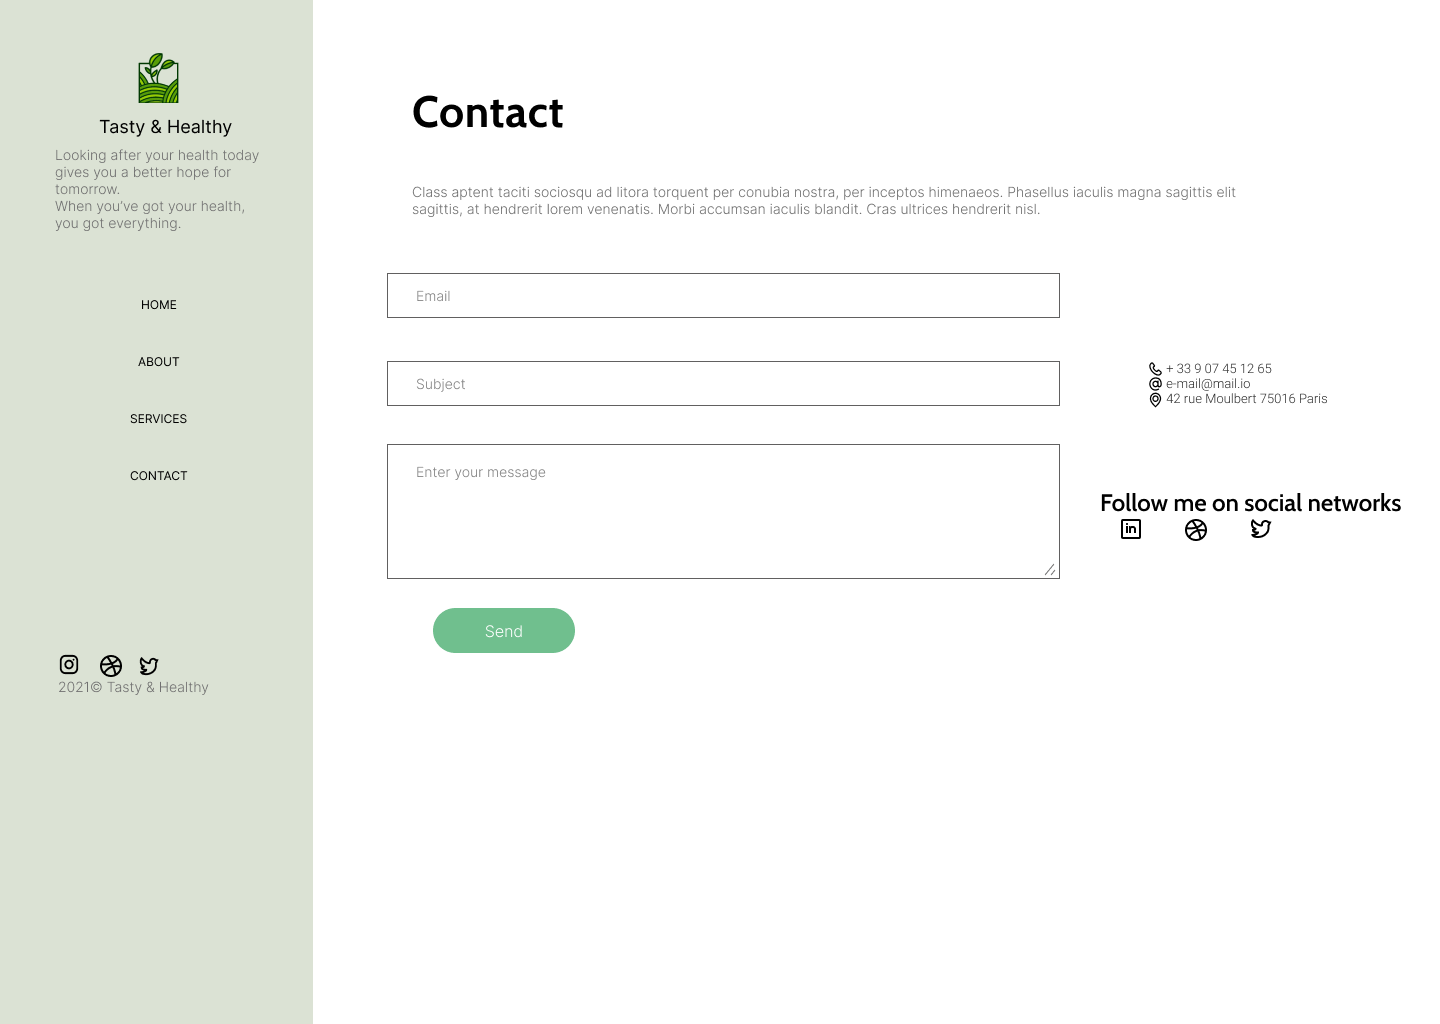 Tasty & Healthy
Looking after your health today
gives you a better hope for
tomorrow.
When you've got your health,
you got everything.
HOME
ABOUT
SERVICES
CONTACT
2021© Tasty & Healthy
Contact
Class aptent taciti sociosqu ad litora torquent per conubia nostra, per inceptos himenaeos. Phasellus iaculis magna sagittis elit
sagittis, at hendrerit lorem venenatis. Morbi accumsan iaculis blandit. Cras ultrices hendrerit nisl.
Email
Subject
Enter your message
Send
+ 33 9 07 45 12 65
e-mail@mail.io
42 rue Moulbert 75016 Paris
Follow me on social networks